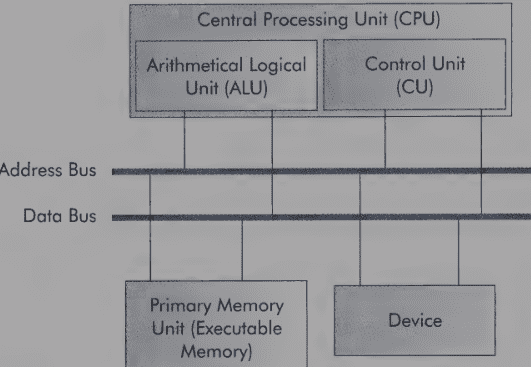 Central Processing Unit (CPU)
Arithmetical Logical
Unit (ALU)
Control Unit
(CU)
Address Bus
Data Bus
Primary Memory
Unit (Executable
Memory)
Device